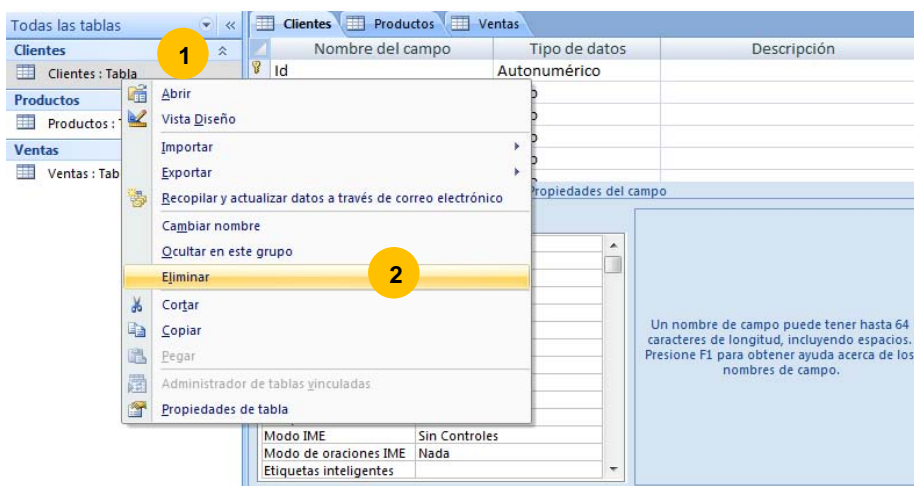 Todas las tablas
Clientes
Clientes : Tabla
Productos
Productos :
Ventas
Ventas : Tab
1
Clientes Productos Ventas
Nombre del campo Tipo de datos Descripción
Id Autonumérico
Abrir
Vista Diseño
Importar
Exportar
Recopilar y actualizar datos a través de correo electrónico
Cambiar nombre
Ocultar en este grupo
Eliminar
2
Cortar
Copiar
Pegar
Administrador de tablas vinculadas
Propiedades de tabla
Propiedades del campo
Modo IME Sin Controles
Modo de oraciones IME Nada
Etiquetas inteligentes
Un nombre de campo puede tener hasta 64
caracteres de longitud, incluyendo espacios.
Presione F1 para obtener ayuda acerca de los
nombres de campo.